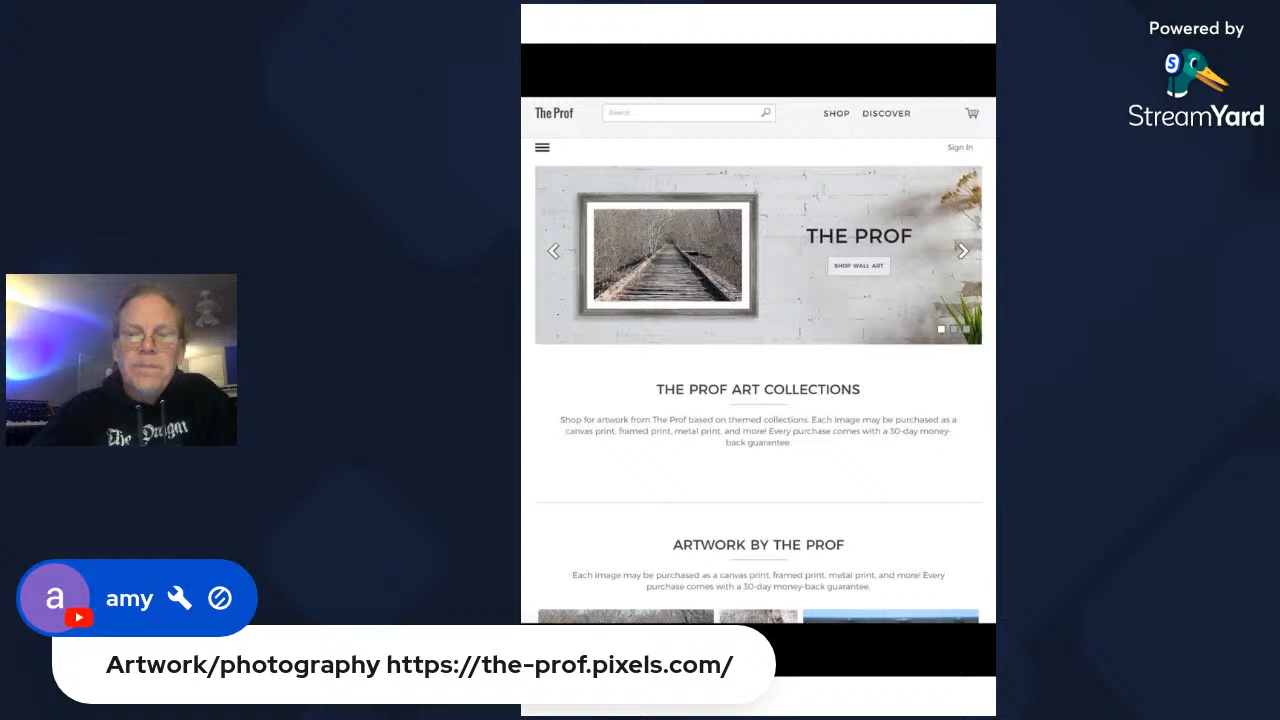 Powered by
StreamYard
The Prof
Search...
SHOP DISCOVER
Sign In
THE PROF
SHOP WALL ART
THE PROF ART COLLECTIONS
Shop for artwork from The Prof based on themed collections. Each image may be purchased as a
canvas print, framed print, metal print, and more! Every purchase comes with a 30-day money-
back guarantee.
ARTWORK BY THE PROF
Each image may be purchased as a canvas print, framed print, metal print, and more! Every
purchase comes with a 30-day money-back guarantee.
The Dragan
a amy
Artwork/photography https://the-prof.pixels.com/